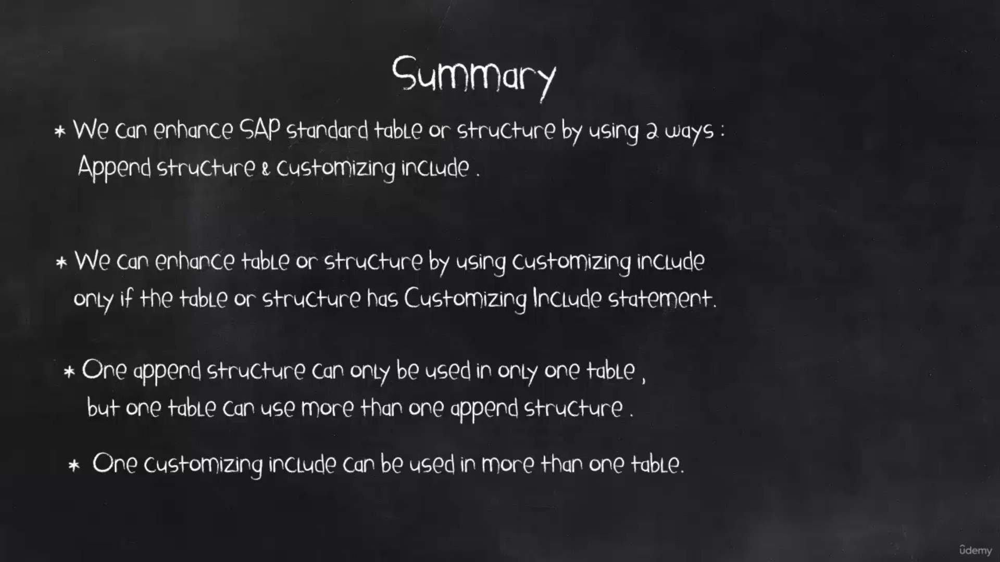 Summary
* We can enhance SAP standard table or structure by using 2 ways :
Append structure & customizing include .
* We can enhance table or structure by using customizing include
only if the table or structure has Customizing Include statement.
* One append structure can only be used in only one table ,
but one table can use more than one append structure .
* One customizing include can be used in more than one table.
ûdemy